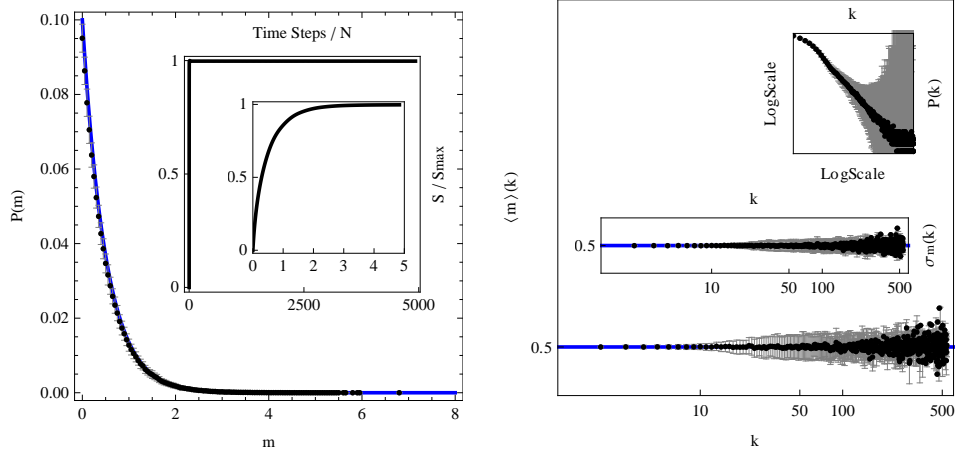 Time Steps / N
0.10
0.08
0.06
0.04
0.02
0.00
P(m)
0 2 4 6 8
m
1
0.5
0
0 2500 5000
S / Smax
1
0.5
0
0 1 2 3 4 5
k
LogScale
P(k)
LogScale
⟨m⟩(k)
k
0.5
σm(k)
10 50 100 500
0.5
10 50 100 500
k